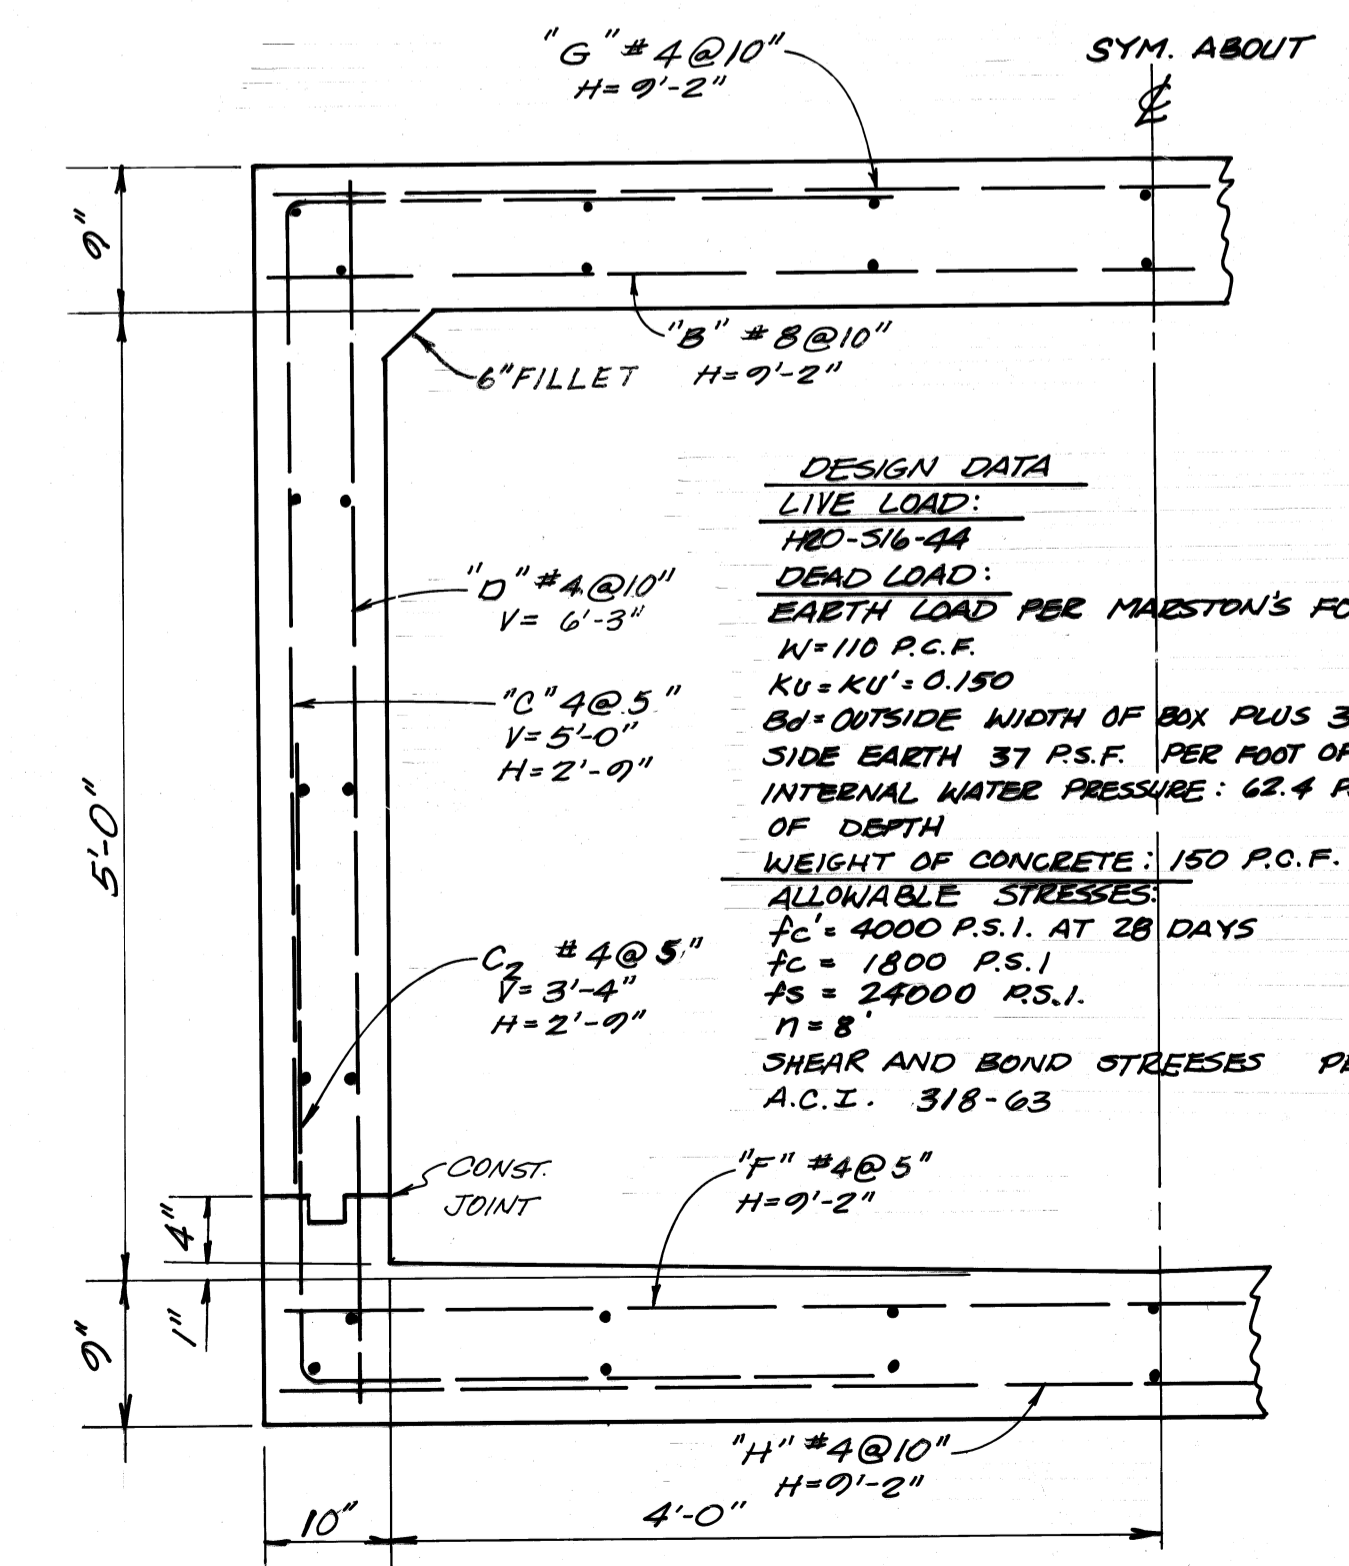 "G" #4@10"
H=9'-2"
SYM. ABOUT
℄
9"
"B" #8@10"
H=9'-2"
6" FILLET
DESIGN DATA
LIVE LOAD:
H20-S16-44
DEAD LOAD:
EARTH LOAD PER MARSTON'S
W=110 P.C.F.
KU=KU'=0.150
Bd=OUTSIDE WIDTH OF BOX PLUS
SIDE EARTH 37 P.S.F. PER FOOT OF
INTERNAL WATER PRESSURE: 62.4
OF DEPTH
WEIGHT OF CONCRETE: 150 P.C.F.
ALLOWABLE STRESSES:
fc'= 4000 P.S.I. AT 28 DAYS
fc = 1800 P.S.I
fs = 24000 P.S.I.
n=8'
SHEAR AND BOND STREESES
A.C.I. 318-63
"D" #4@10"
V= 6'-3"
"C" 4@.5"
V=5'-0"
H=2'-9"
5'-0"
C2 #4@5"
V=3'-4"
H=2'-9"
CONST.
JOINT
4"
1"
9"
"F" #4@5"
H=9'-2"
"H" #4@10"
H=9'-2"
10"
4'-0"